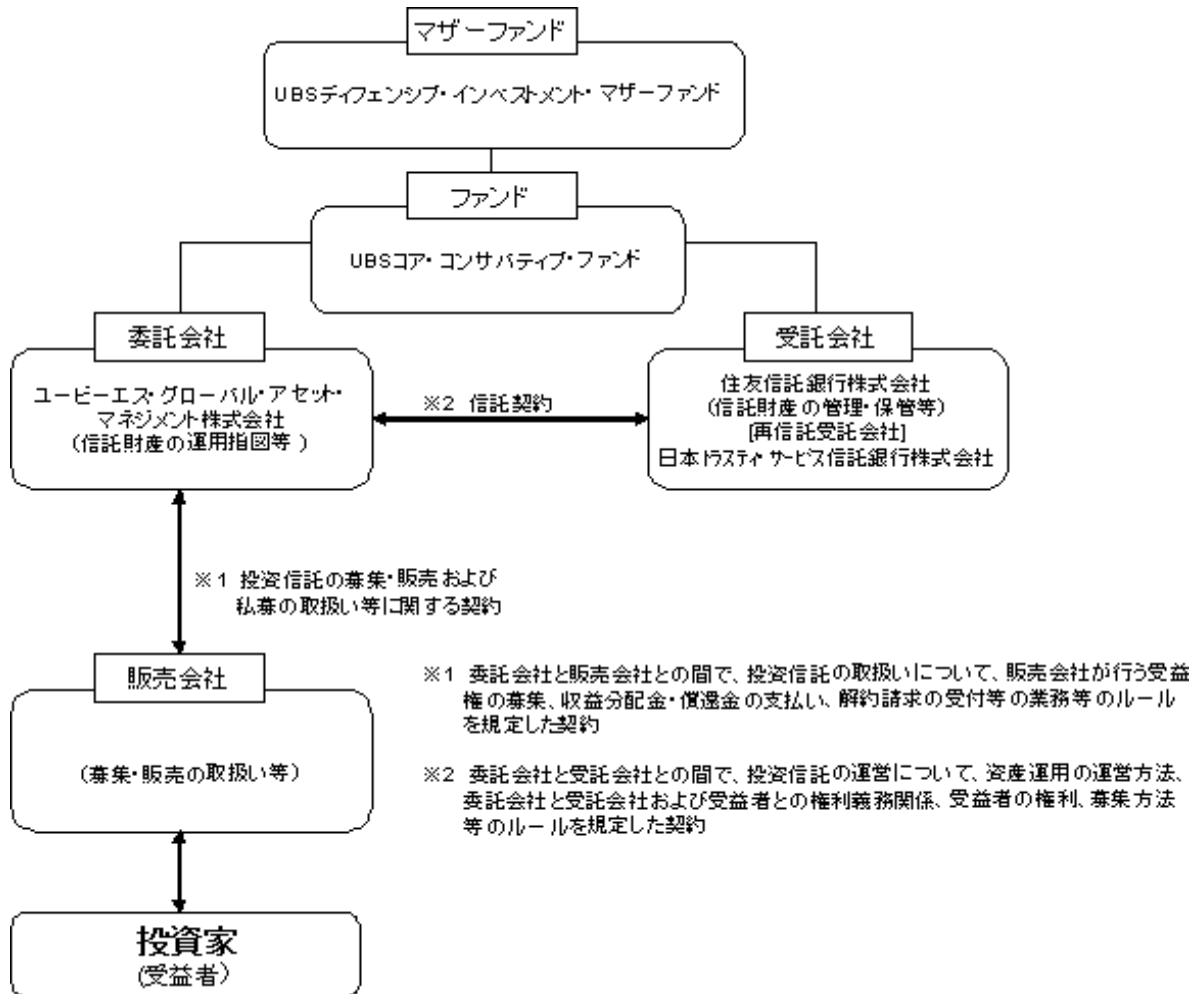 マザーファンド
UBSディフェンシブ・インベストメント・マザーファンド
ファンド
UBSコア・コンサバティブ・ファンド
委託会社
ユービーエス・グローバル・アセット・
マネジメント株式会社
(信託財産の運用指図等)
※2 信託契約
受託会社
住友信託銀行株式会社
(信託財産の管理・保管等)
[再信託受託会社]
日本トラスティ・サービス信託銀行株式会社
※1 投資信託の募集・販売および
私募の取扱い等に関する契約
販売会社
(募集・販売の取扱い等)
※1 委託会社と販売会社との間で、投資信託の取扱いについて、販売会社が行う受益
権の募集、収益分配金・償還金の支払い、解約請求の受付等の業務等のルール
を規定した契約
※2 委託会社と受託会社との間で、投資信託の運営について、資産運用の運営方法、
委託会社と受託会社および受益者との権利義務関係、受益者の権利、募集方法
等のルールを規定した契約
投資家
(受益者)